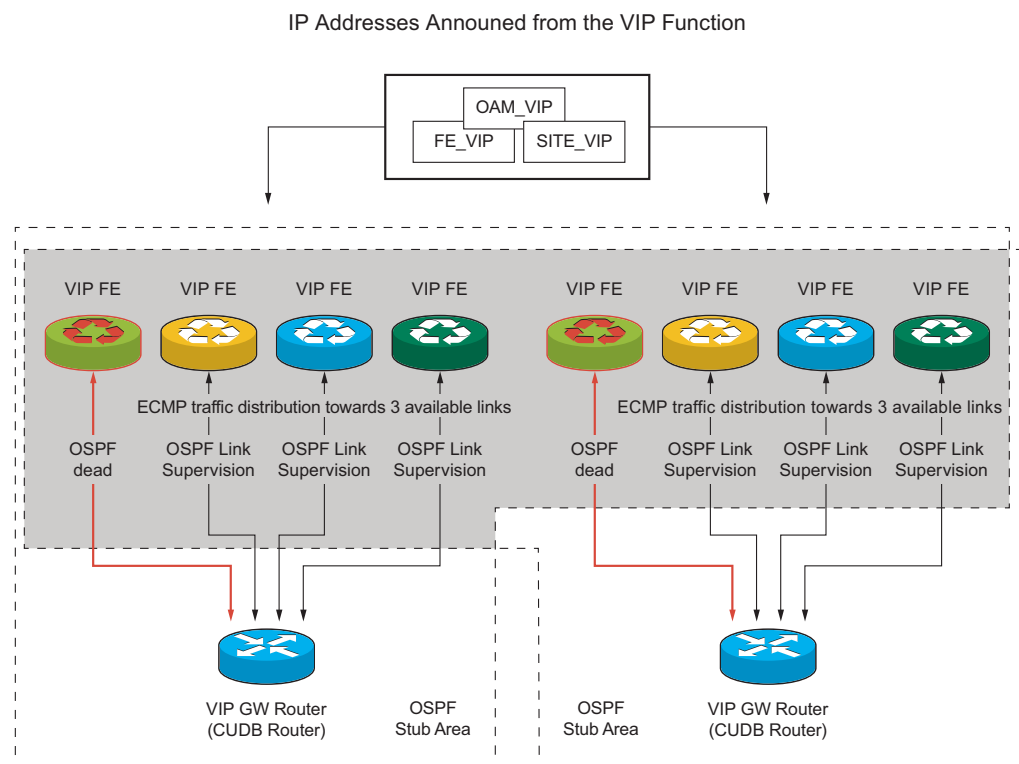 IP Addresses Announed from the VIP Function
OAM_VIP
FE_VIP
SITE_VIP
VIP FE
VIP FE
VIP FE
VIP FE
VIP FE
VIP FE
VIP FE
VIP FE
ECMP traffic distribution towards 3 available links
ECMP traffic distribution towards 3 available links
OSPF
dead
OSPF Link
Supervision
OSPF Link
Supervision
OSPF Link
Supervision
OSPF
dead
OSPF Link
Supervision
OSPF Link
Supervision
OSPF Link
Supervision
VIP GW Router
(CUDB Router)
OSPF
Stub Area
OSPF
Stub Area
VIP GW Router
(CUDB Router)